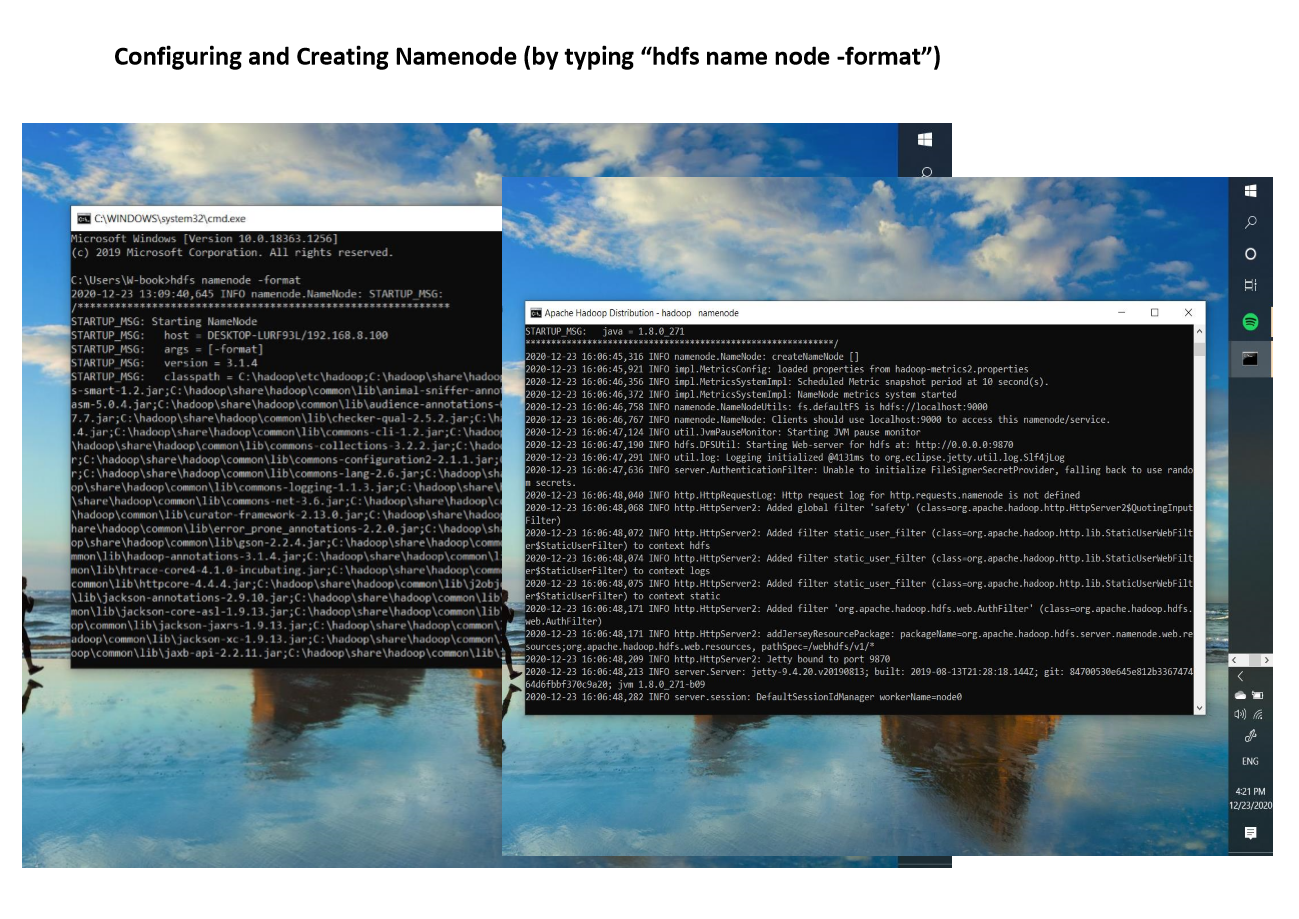 Configuring and Creating Namenode (by typing “hdfs name node -format”)
C:\WINDOWS\system32\cmd.exe
Microsoft Windows [Version 10.0.18363.1256]
(c) 2019 Microsoft Corporation. All rights reserved.
C:\Users\W-book>hdfs namenode -format
2020-12-23 13:09:40,645 INFO namenode.NameNode: STARTUP_MSG:
/************************************************************
STARTUP_MSG: Starting NameNode
STARTUP_MSG:   host = DESKTOP-LURF93L/192.168.8.100
STARTUP_MSG:   args = [-format]
STARTUP_MSG:   version = 3.1.4
STARTUP_MSG:   classpath = C:\hadoop\etc\hadoop;C:\hadoop\share\hadoo
s-smart-1.2.jar;C:\hadoop\share\hadoop\common\lib\animal-sniffer-anno
asm-5.0.4.jar;C:\hadoop\share\hadoop\common\lib\audience-annotations-
7.7.jar;C:\hadoop\share\hadoop\common\lib\checker-qual-2.5.2.jar;C:\h
.4.jar;C:\hadoop\share\hadoop\common\lib\commons-cli-1.2.jar;C:\hadoo
\hadoop\share\hadoop\common\lib\commons-collections-3.2.2.jar;C:\hado
r;C:\hadoop\share\hadoop\common\lib\commons-configuration2-2.1.1.jar;
r;C:\hadoop\share\hadoop\common\lib\commons-lang-2.6.jar;C:\hadoop\sh
op\share\hadoop\common\lib\commons-logging-1.1.3.jar;C:\hadoop\share\
\share\hadoop\common\lib\commons-net-3.6.jar;C:\hadoop\share\hadoop\c
\hadoop\common\lib\curator-framework-2.13.0.jar;C:\hadoop\share\hadoo
hare\hadoop\common\lib\error_prone_annotations-2.2.0.jar;C:\hadoop\sh
op\share\hadoop\common\lib\gson-2.2.4.jar;C:\hadoop\share\hadoop\comm
mmon\lib\hadoop-annotations-3.1.4.jar;C:\hadoop\share\hadoop\common\l
mon\lib\htrace-core4-4.1.0-incubating.jar;C:\hadoop\share\hadoop\comm
common\lib\httpcore-4.4.4.jar;C:\hadoop\share\hadoop\common\lib\j2obj
\lib\jackson-annotations-2.9.10.jar;C:\hadoop\share\hadoop\common\lib
mon\lib\jackson-core-asl-1.9.13.jar;C:\hadoop\share\hadoop\common\lib
op\common\lib\jackson-jaxrs-1.9.13.jar;C:\hadoop\share\hadoop\common\
adoop\common\lib\jackson-xc-1.9.13.jar;C:\hadoop\share\hadoop\common\
oop\common\lib\jaxb-api-2.2.11.jar;C:\hadoop\share\hadoop\common\lib\
Apache Hadoop Distribution - hadoop   namenode
STARTUP_MSG:   java = 1.8.0_271
************************************************************/
2020-12-23 16:06:45,316 INFO namenode.NameNode: createNameNode []
2020-12-23 16:06:45,921 INFO impl.MetricsConfig: loaded properties from hadoop-metrics2.properties
2020-12-23 16:06:46,356 INFO impl.MetricsSystemImpl: Scheduled Metric snapshot period at 10 second(s).
2020-12-23 16:06:46,372 INFO impl.MetricsSystemImpl: NameNode metrics system started
2020-12-23 16:06:46,758 INFO namenode.NameNodeUtils: fs.defaultFS is hdfs://localhost:9000
2020-12-23 16:06:46,767 INFO namenode.NameNode: Clients should use localhost:9000 to access this namenode/service.
2020-12-23 16:06:47,124 INFO util.JvmPauseMonitor: Starting JVM pause monitor
2020-12-23 16:06:47,190 INFO hdfs.DFSUtil: Starting Web-server for hdfs at: http://0.0.0.0:9870
2020-12-23 16:06:47,291 INFO util.log: Logging initialized @4131ms to org.eclipse.jetty.util.log.Slf4jLog
2020-12-23 16:06:47,636 INFO server.AuthenticationFilter: Unable to initialize FileSignerSecretProvider, falling back to use rando
m secrets.
2020-12-23 16:06:48,040 INFO http.HttpRequestLog: Http request log for http.requests.namenode is not defined
2020-12-23 16:06:48,068 INFO http.HttpServer2: Added global filter 'safety' (class=org.apache.hadoop.http.HttpServer2$QuotingInput
Filter)
2020-12-23 16:06:48,072 INFO http.HttpServer2: Added filter static_user_filter (class=org.apache.hadoop.http.lib.StaticUserWebFilt
er$StaticUserFilter) to context hdfs
2020-12-23 16:06:48,074 INFO http.HttpServer2: Added filter static_user_filter (class=org.apache.hadoop.http.lib.StaticUserWebFilt
er$StaticUserFilter) to context logs
2020-12-23 16:06:48,075 INFO http.HttpServer2: Added filter static_user_filter (class=org.apache.hadoop.http.lib.StaticUserWebFilt
er$StaticUserFilter) to context static
2020-12-23 16:06:48,171 INFO http.HttpServer2: Added filter 'org.apache.hadoop.hdfs.web.AuthFilter' (class=org.apache.hadoop.hdfs.
web.AuthFilter)
2020-12-23 16:06:48,171 INFO http.HttpServer2: addJerseyResourcePackage: packageName=org.apache.hadoop.hdfs.server.namenode.web.re
sources;org.apache.hadoop.hdfs.web.resources, pathSpec=/webhdfs/v1/*
2020-12-23 16:06:48,209 INFO http.HttpServer2: Jetty bound to port 9870
2020-12-23 16:06:48,213 INFO server.Server: jetty-9.4.20.v20190813; built: 2019-08-13T21:28:18.144Z; git: 84700530e645e812b3367474
64d6fbbf370c9a20; jvm 1.8.0_271-b09
2020-12-23 16:06:48,282 INFO server.session: DefaultSessionIdManager workerName=node0
ENG
4:21 PM
12/23/2020